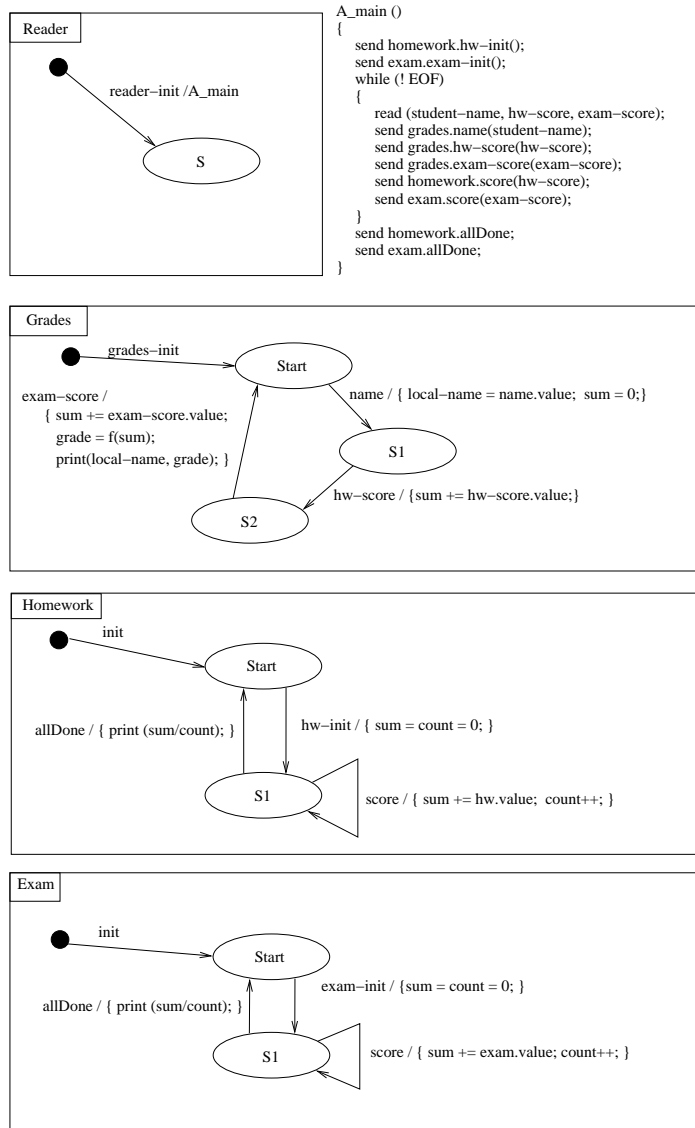 Reader
reader−init /A_main
S
A_main ()
{
send homework.hw−init();
send exam.exam−init();
while (! EOF)
{
read (student−name, hw−score, exam−score);
send grades.name(student−name);
send grades.hw−score(hw−score);
send grades.exam−score(exam−score);
send homework.score(hw−score);
send exam.score(exam−score);
}
send homework.allDone;
send exam.allDone;
}
Grades
grades−init
Start
exam−score /
{ sum += exam−score.value;
grade = f(sum);
print(local−name, grade); }
name / { local−name = name.value; sum = 0;}
S1
hw−score / {sum += hw−score.value;}
S2
Homework
init
Start
allDone / { print (sum/count); }
hw−init / { sum = count = 0; }
S1
score / { sum += hw.value; count++; }
Exam
init
Start
allDone / { print (sum/count); }
exam−init / {sum = count = 0; }
S1
score / { sum += exam.value; count++; }